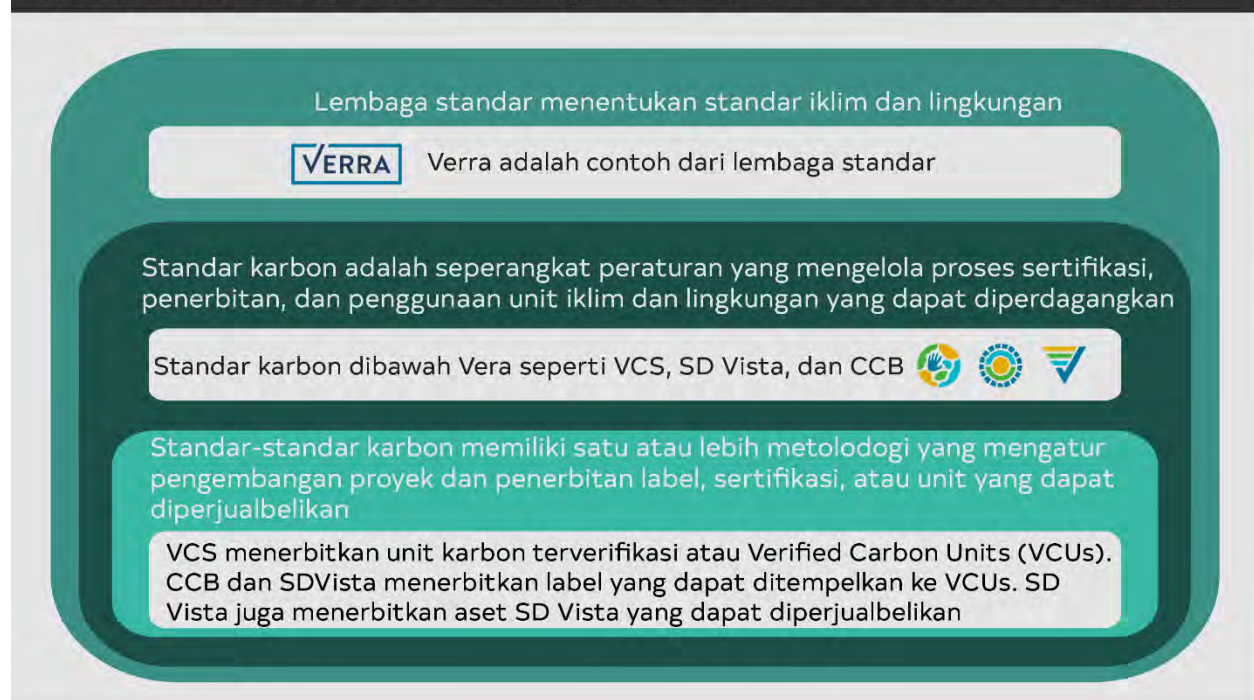 Lembaga standar menentukan standar iklim dan lingkungan
VERRA Verra adalah contoh dari lembaga standar
Standar karbon adalah seperangkat peraturan yang mengelola proses sertifikasi,
penerbitan, dan penggunaan unit iklim dan lingkungan yang dapat diperdagangkan
Standar karbon dibawah Vera seperti VCS, SD Vista, dan CCB
Standar-standar karbon memiliki satu atau lebih metolodogi yang mengatur
pengembangan proyek dan penerbitan label, sertifikasi, atau unit yang dapat
diperjualbelikan
VCS menerbitkan unit karbon terverifikasi atau Verified Carbon Units (VCUs).
CCB dan SDVista menerbitkan label yang dapat ditempelkan ke VCUs. SD
Vista juga menerbitkan aset SD Vista yang dapat diperjualbelikan